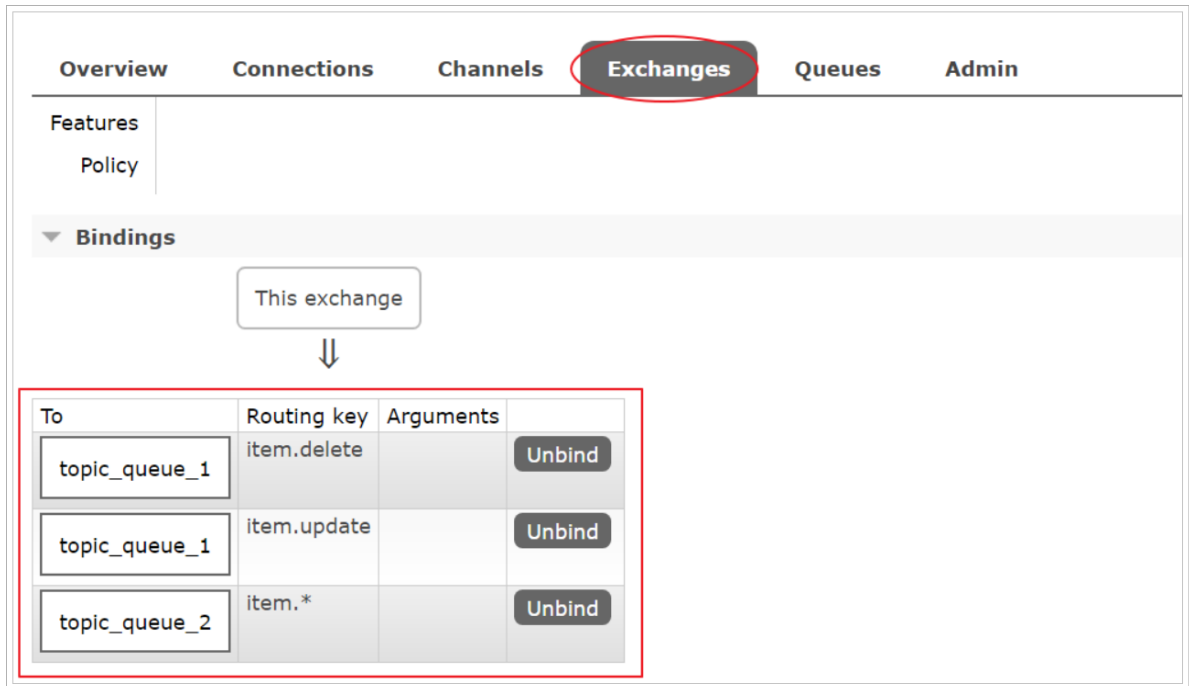 Overview Connections Channels Exchanges Queues Admin
Features
Policy
Bindings
This exchange
To Routing key Arguments
topic_queue_1 item.delete Unbind
topic_queue_1 item.update Unbind
topic_queue_2 item.* Unbind